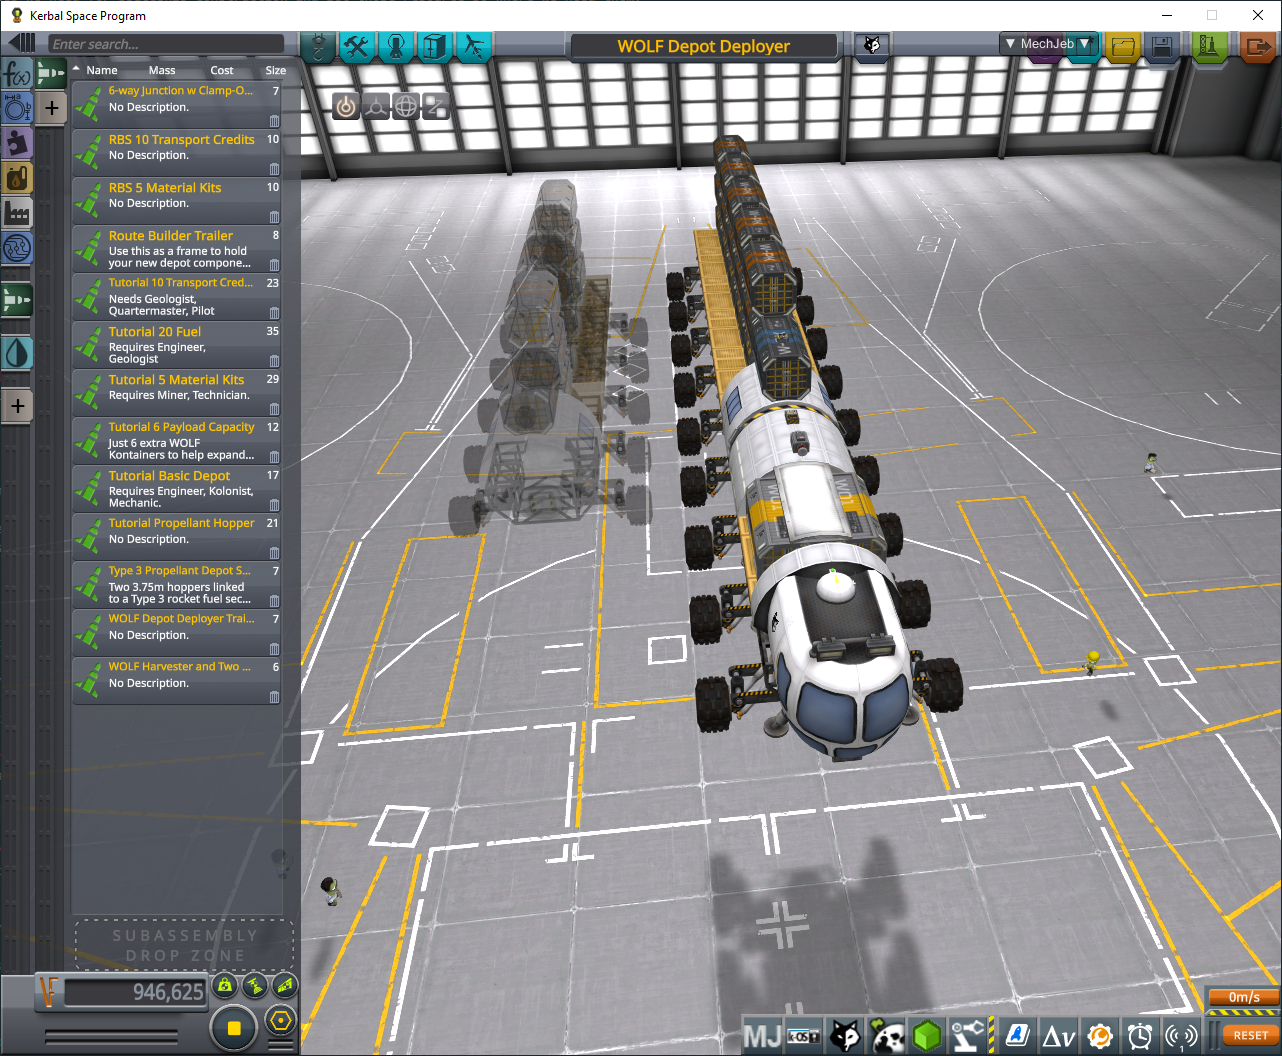 Kerbal Space Program
Enter search...
WOLF Depot Deployer
▼ MechJeb ▼
f(x)
Name Mass Cost Size
6-way Junction w Clamp-O... 7
No Description.
RBS 10 Transport Credits 10
No Description.
RBS 5 Material Kits 10
No Description.
Route Builder Trailer 8
Use this as a frame to hold
your new depot compone...
Tutorial 10 Transport Cred... 23
Needs Geologist,
Quartermaster, Pilot
Tutorial 20 Fuel 35
Requires Engineer,
Geologist
Tutorial 5 Material Kits 29
Requires Miner, Technician.
Tutorial 6 Payload Capacity 12
Just 6 extra WOLF
Kontainers to help expand...
Tutorial Basic Depot 17
Requires Engineer, Kolonist,
Mechanic.
Tutorial Propellant Hopper 21
No Description.
Type 3 Propellant Depot S... 7
Two 3.75m hoppers linked
to a Type 3 rocket fuel sec...
WOLF Depot Deployer Trai... 7
No Description.
WOLF Harvester and Two ... 6
No Description.
SUBASSEMBLY
DROP ZONE
946,625
0m/s
MJ
k-OS
Δv
1
RESET